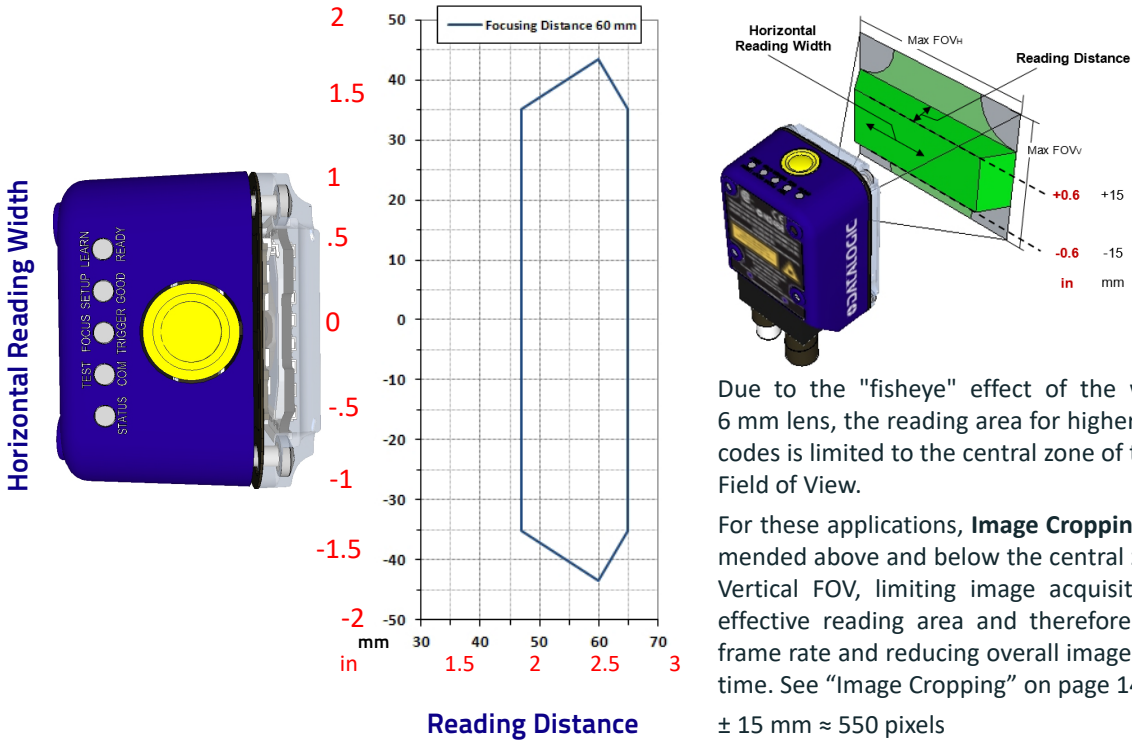 Horizontal Reading Width
TEST FOCUS SETUP LEARN
STATUS COM TRIGGER GOOD READY
2
1.5
1
.5
0
-.5
-1
-1.5
-2
in
50
40
30
20
10
0
-10
-20
-30
-40
-50
mm
Focusing Distance 60 mm
30 40 50 60 70
1.5 2 2.5 3
Reading Distance
Horizontal
Reading Width
Max FOVH
Reading Distance
Max FOVV
+0.6 +15
-0.6 -15
in mm
DATALOGIC
Due to the "fisheye" effect of the
6 mm lens, the reading area for higher
codes is limited to the central zone of
Field of View.
For these applications, Image Croppin
mended above and below the central
Vertical FOV, limiting image acquisit
effective reading area and therefore
frame rate and reducing overall image
time. See “Image Cropping” on page 14
± 15 mm ≈ 550 pixels